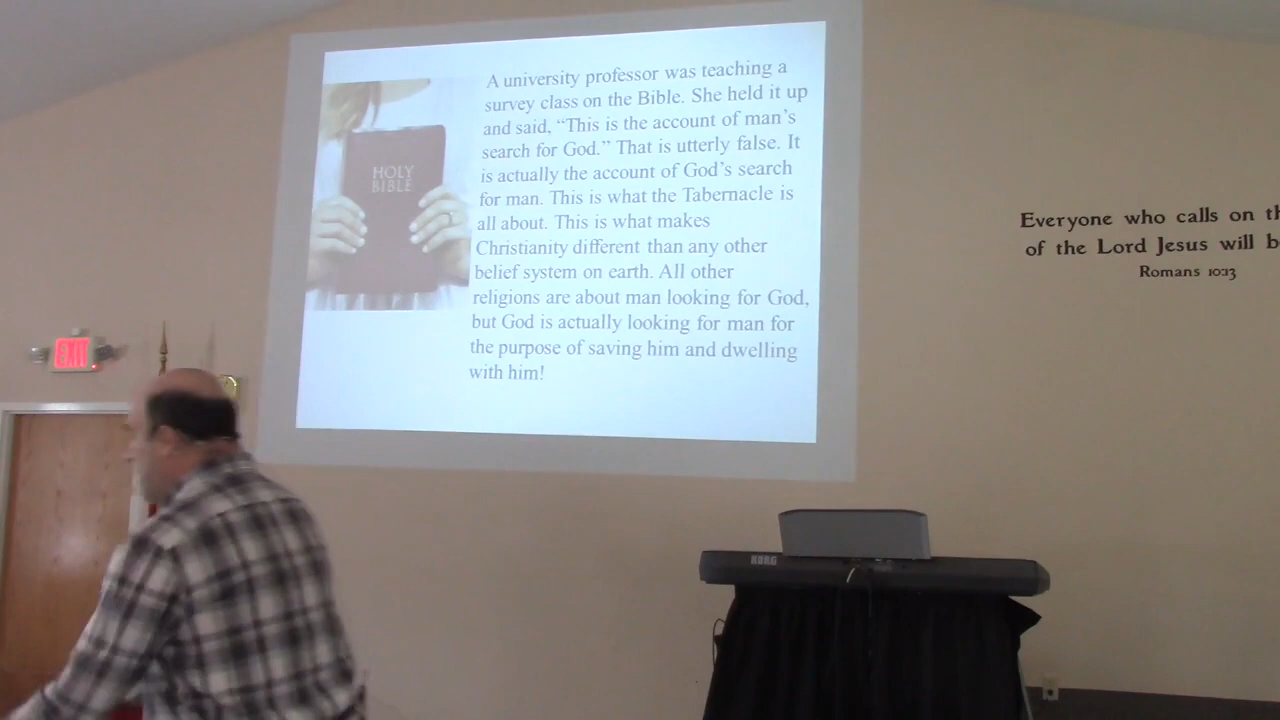 A university professor was teaching a
survey class on the Bible. She held it up
and said, “This is the account of man’s
search for God.” That is utterly false. It
is actually the account of God’s search
for man. This is what the Tabernacle is
all about. This is what makes
Christianity different than any other
belief system on earth. All other
religions are about man looking for God,
but God is actually looking for man for
the purpose of saving him and dwelling
with him!
HOLY
BIBLE
Everyone who calls on th
of the Lord Jesus will b
Romans 10:13
EXIT
KORG